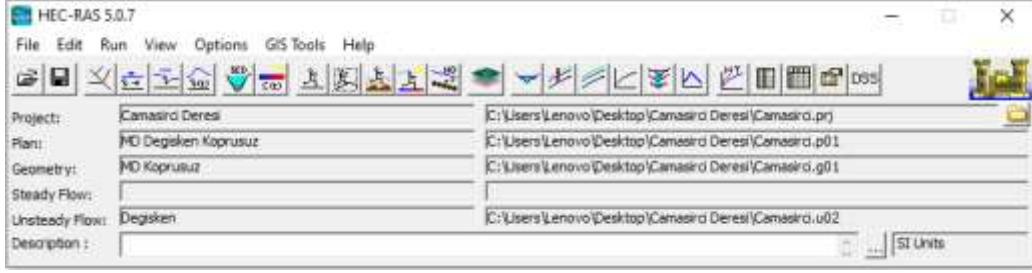 HEC-RAS 5.0.7
File Edit Run View Options GIS Tools Help
DSS
Project: Camasirci Deresi C:\Users\Lenovo\Desktop\Camasirci Deresi\Camasirci.prj
Plan: MD Degisken Koprusuz C:\Users\Lenovo\Desktop\Camasirci Deresi\Camasirci.p01
Geometry: MD Koprusuz C:\Users\Lenovo\Desktop\Camasirci Deresi\Camasirci.g01
Steady Flow:
Unsteady Flow: Degisken C:\Users\Lenovo\Desktop\Camasirci Deresi\Camasirci.u02
Description : ... SI Units